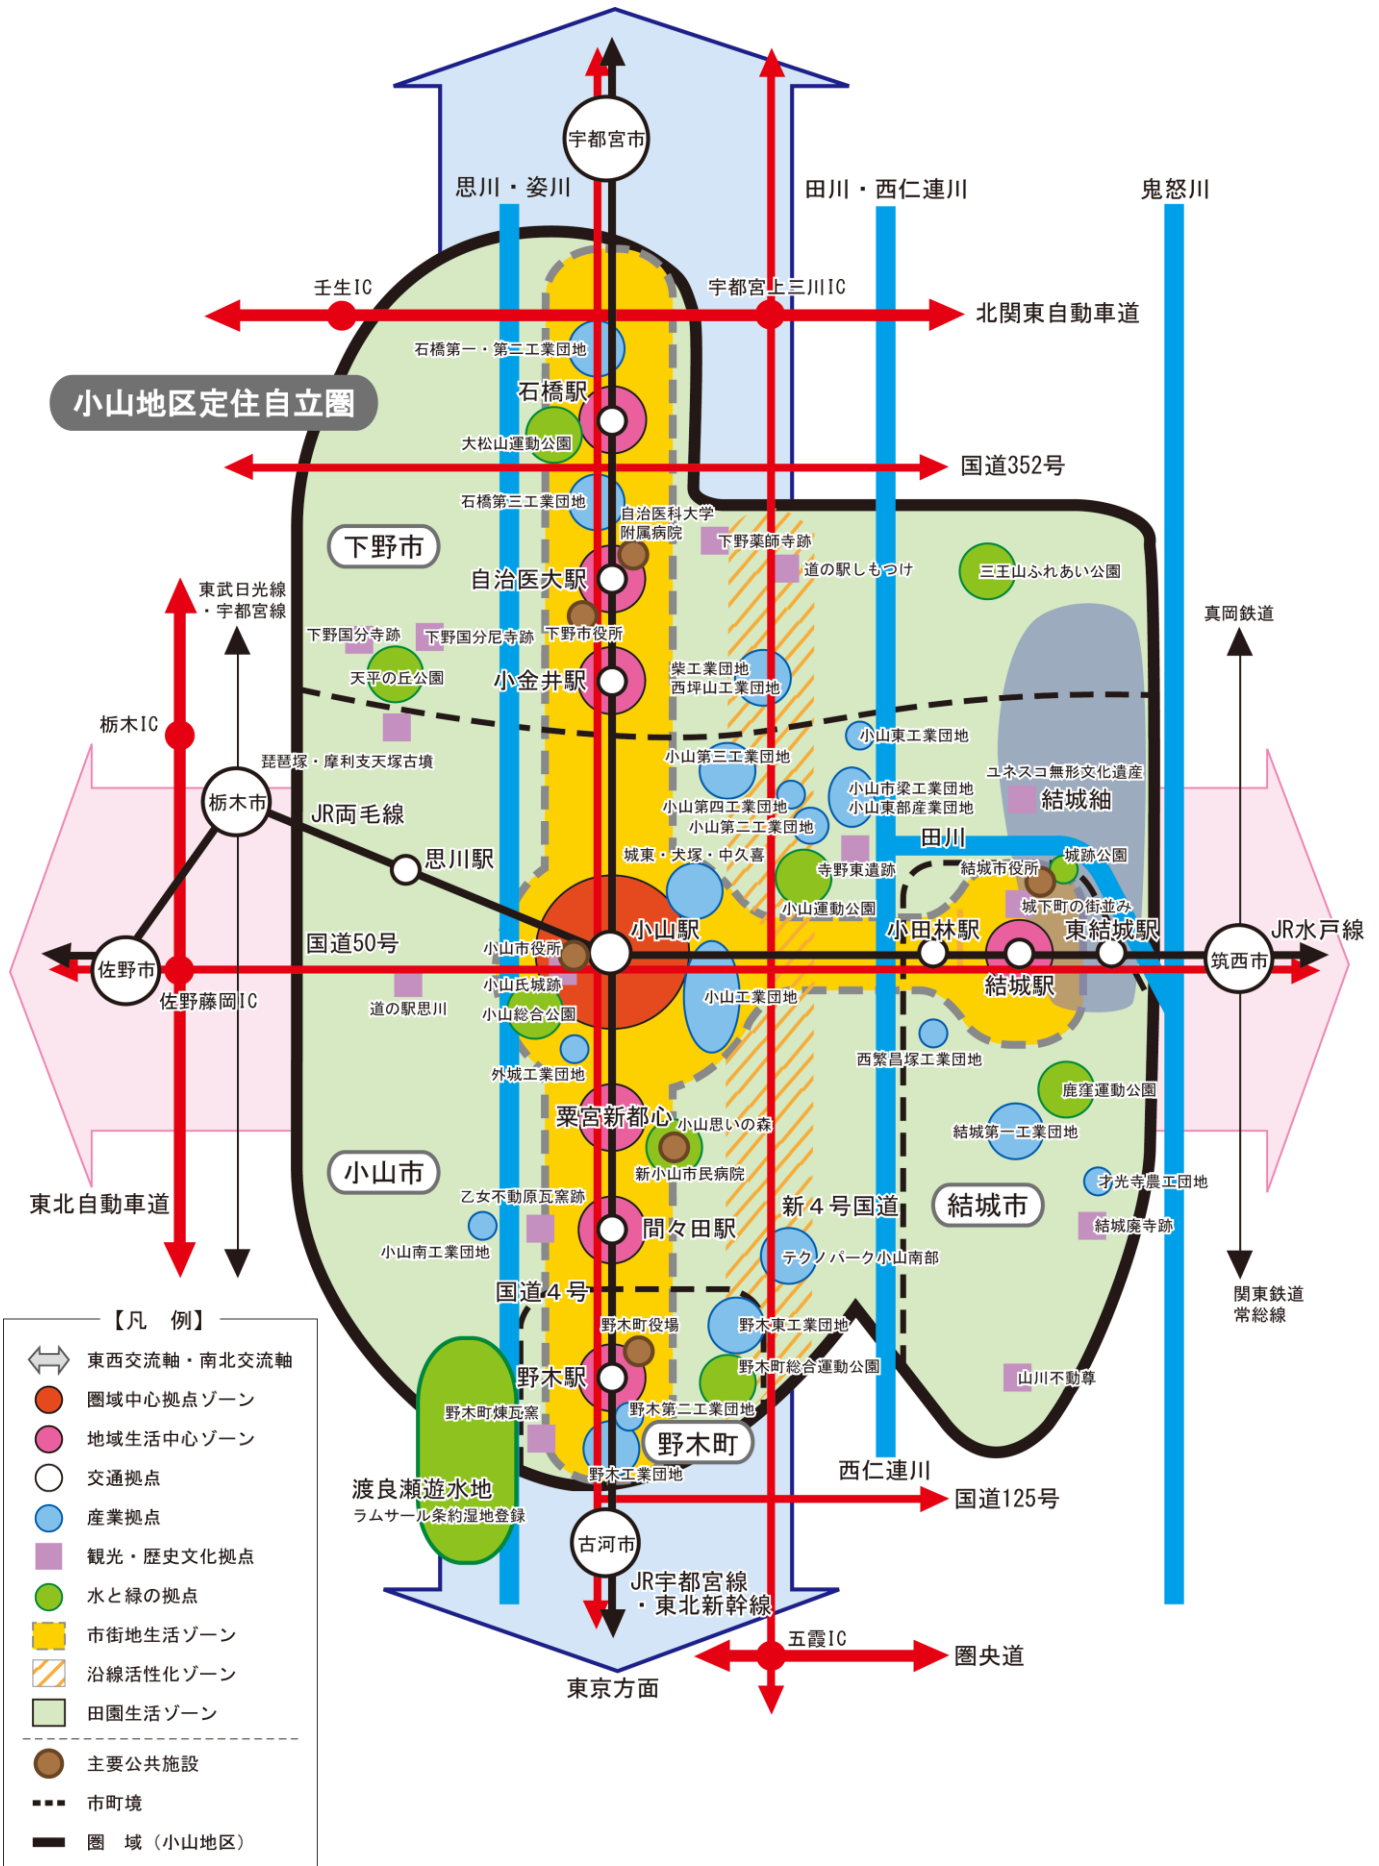 宇都宮市
思川・姿川
田川・西仁連川
鬼怒川
壬生IC
宇都宮上三川IC
北関東自動車道
石橋第一・第二工業団地
石橋駅
小山地区定住自立圏
大松山運動公園
国道352号
石橋第三工業団地
自治医科大学
附属病院
下野市
下野薬師寺跡
自治医大駅
道の駅しもつけ
三王山ふれあい公園
東武日光線
・宇都宮線
真岡鉄道
下野国分寺跡
下野国分尼寺跡
下野市役所
天平の丘公園
小金井駅
柴工業団地
西坪山工業団地
栃木IC
小山東工業団地
琵琶塚・摩利支天塚古墳
小山第三工業団地
ユネスコ無形文化遺産
栃木市
小山市梁工業団地
小山東部産業団地
結城紬
JR両毛線
小山第四工業団地
小山第二工業団地
田川
思川駅
城東・犬塚・中久喜
寺野東遺跡
結城市役所
城跡公園
小山運動公園
城下町の街並み
小山駅
小田林駅
東結城駅
JR水戸線
国道50号
小山市役所
佐野市
筑西市
小山氏城跡
結城駅
佐野藤岡IC
道の駅思川
小山総合公園
小山工業団地
外城工業団地
西繁昌塚工業団地
粟宮新都心
小山思いの森
鹿窪運動公園
結城第一工業団地
小山市
新小山市民病院
才光寺農工団地
東北自動車道
乙女不動原瓦窯跡
新4号国道
結城市
結城廃寺跡
小山南工業団地
間々田駅
テクノパーク小山南部
国道4号
関東鉄道
常総線
野木町役場
野木東工業団地
野木町総合運動公園
野木駅
山川不動尊
野木町煉瓦窯
野木第二工業団地
野木町
野木工業団地
西仁連川
渡良瀬遊水地
ラムサール条約湿地登録
国道125号
古河市
JR宇都宮線
・東北新幹線
五霞IC
圏央道
東京方面
【凡　例】
東西交流軸・南北交流軸
圏域中心拠点ゾーン
地域生活中心ゾーン
交通拠点
産業拠点
観光・歴史文化拠点
水と緑の拠点
市街地生活ゾーン
沿線活性化ゾーン
田園生活ゾーン
主要公共施設
市町境
圏　域（小山地区）